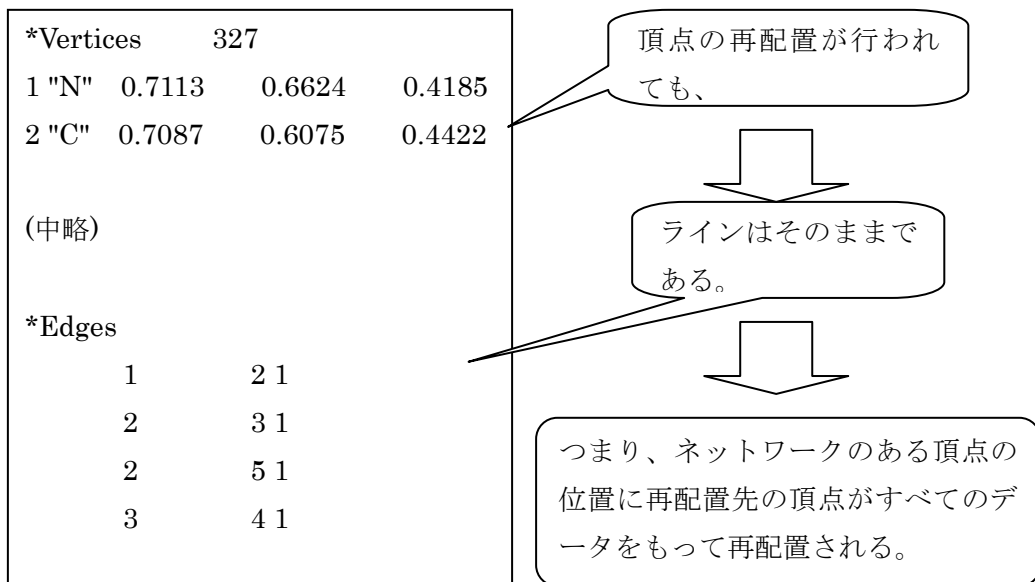 *Vertices 327
1 "N" 0.7113 0.6624 0.4185
2 "C" 0.7087 0.6075 0.4422
(中略)
*Edges
1 2 1
2 3 1
2 5 1
3 4 1
頂点の再配置が行われ
ても、
ラインはそのままで
ある。
つまり、ネットワークのある頂点の
位置に再配置先の頂点がすべてのデ
ータをもって再配置される。